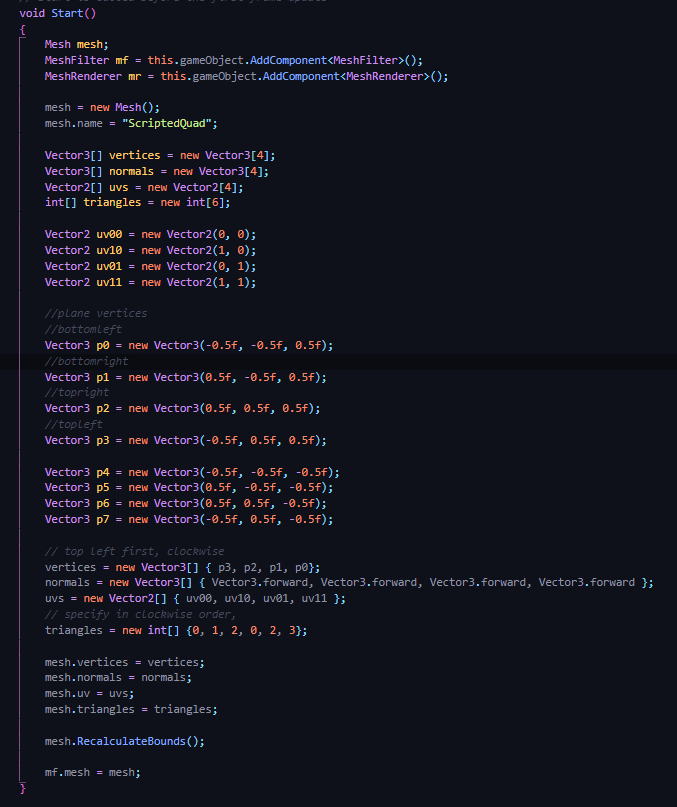 void Start()
{
Mesh mesh;
MeshFilter mf = this.gameObject.AddComponent<MeshFilter>();
MeshRenderer mr = this.gameObject.AddComponent<MeshRenderer>();
mesh = new Mesh();
mesh.name = "ScriptedQuad";
Vector3[] vertices = new Vector3[4];
Vector3[] normals = new Vector3[4];
Vector2[] uvs = new Vector2[4];
int[] triangles = new int[6];
Vector2 uv00 = new Vector2(0, 0);
Vector2 uv10 = new Vector2(1, 0);
Vector2 uv01 = new Vector2(0, 1);
Vector2 uv11 = new Vector2(1, 1);
//plane vertices
//bottomleft
Vector3 p0 = new Vector3(-0.5f, -0.5f, 0.5f);
//bottomright
Vector3 p1 = new Vector3(0.5f, -0.5f, 0.5f);
//topright
Vector3 p2 = new Vector3(0.5f, 0.5f, 0.5f);
//topleft
Vector3 p3 = new Vector3(-0.5f, 0.5f, 0.5f);
Vector3 p4 = new Vector3(-0.5f, -0.5f, -0.5f);
Vector3 p5 = new Vector3(0.5f, -0.5f, -0.5f);
Vector3 p6 = new Vector3(0.5f, 0.5f, -0.5f);
Vector3 p7 = new Vector3(-0.5f, 0.5f, -0.5f);
// top left first, clockwise
vertices = new Vector3[] { p3, p2, p1, p0};
normals = new Vector3[] { Vector3.forward, Vector3.forward, Vector3.forward, Vector3.forward };
uvs = new Vector2[] { uv00, uv10, uv01, uv11 };
// specify in clockwise order,
triangles = new int[] {0, 1, 2, 0, 2, 3};
mesh.vertices = vertices;
mesh.normals = normals;
mesh.uv = uvs;
mesh.triangles = triangles;
mesh.RecalculateBounds();
mf.mesh = mesh;
}